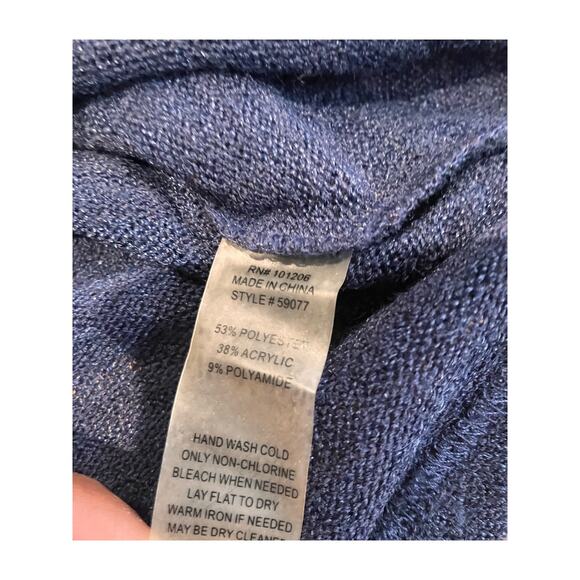 RN# 101206
MADE IN CHINA
STYLE # 59077
53% POLYESTER
38% ACRYLIC
9% POLYAMIDE
HAND WASH COLD
ONLY NON-CHLORINE
BLEACH WHEN NEEDED
LAY FLAT TO DRY
WARM IRON IF NEEDED
MAY BE DRY CLEANED